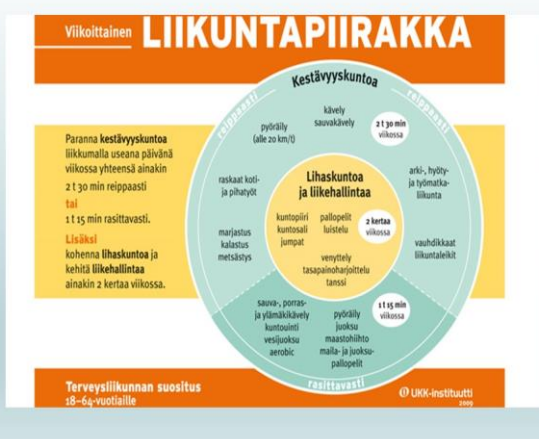 Viikoittainen LIIKUNTAPIIRAKKA
Paranna kestävyyskuntoa
liikkumalla useana päivänä
viikossa yhteensä ainakin
2 t 30 min reippaasti
tai
1 t 15 min rasittavasti.
Lisäksi
kohenna lihaskuntoa ja
kehitä liikehallintaa
ainakin 2 kertaa viikossa.
Kestävyyskuntoa
reippaasti
reippaasti
kävely
sauvakävely
2 t 30 min
viikossa
pyöräily
(alle 20 km/t)
raskaat koti-
ja pihatyöt
arki-, hyöty-
ja työmatka-
liikunta
marjastus
kalastus
metsästys
vauhdikkaat
liikuntaleikit
Lihaskuntoa
ja liikehallintaa
kuntopiiri
kuntosali
jumpat
pallopelit
luistelu
2 kertaa
viikossa
venyttely
tasapainoharjoittelu
tanssi
sauva-, porras-
ja ylämäkikävely
kuntouinti
vesijuoksu
aerobic
pyöräily
juoksu
maastohiihto
maila- ja juoksu-
pallopelit
1 t 15 min
viikossa
rasittavasti
Terveysliikunnan suositus
18–64-vuotiaille
UKK-instituutti
2009